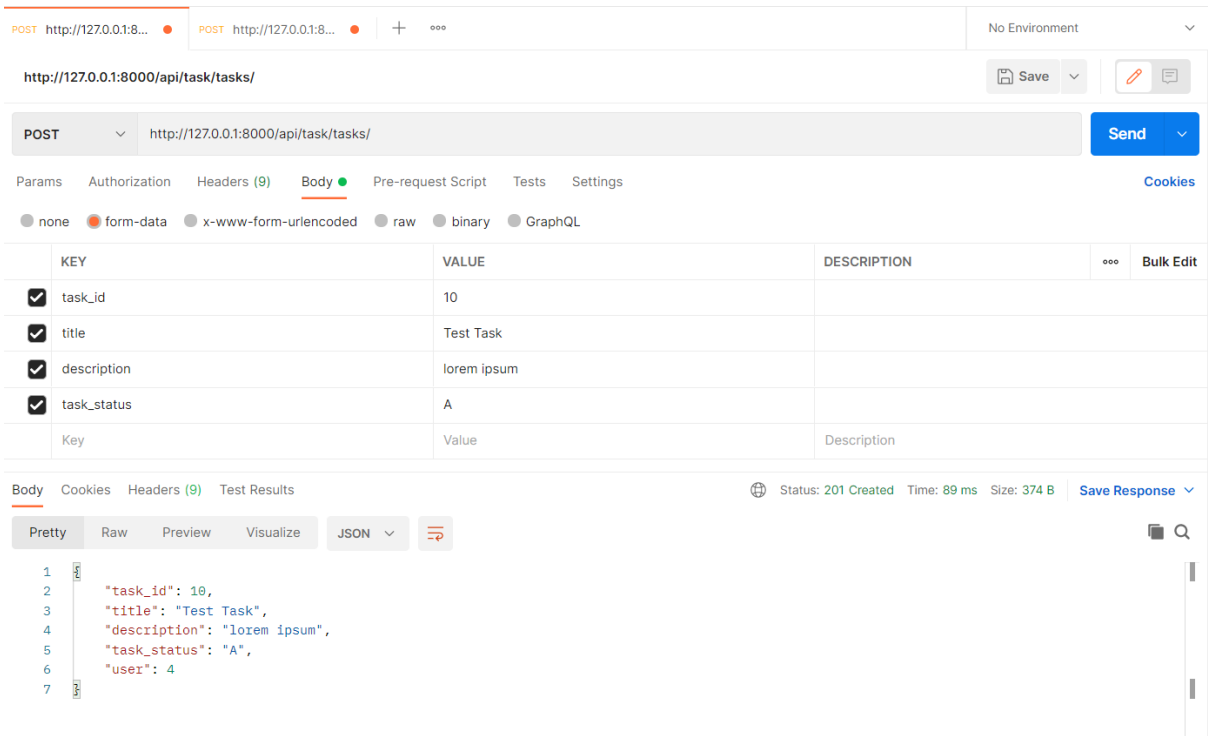 POST http://127.0.0.1:8... POST http://127.0.0.1:8... No Environment
http://127.0.0.1:8000/api/task/tasks/ Save
POST http://127.0.0.1:8000/api/task/tasks/ Send
Params Authorization Headers (9) Body Pre-request Script Tests Settings Cookies
none form-data x-www-form-urlencoded raw binary GraphQL
KEY VALUE DESCRIPTION ooo Bulk Edit
task_id 10
title Test Task
description lorem ipsum
task_status A
Key Value Description
Body Cookies Headers (9) Test Results Status: 201 Created Time: 89 ms Size: 374 B Save Response
Pretty Raw Preview Visualize JSON
1 {
2 "task_id": 10,
3 "title": "Test Task",
4 "description": "lorem ipsum",
5 "task_status": "A",
6 "user": 4
7 }